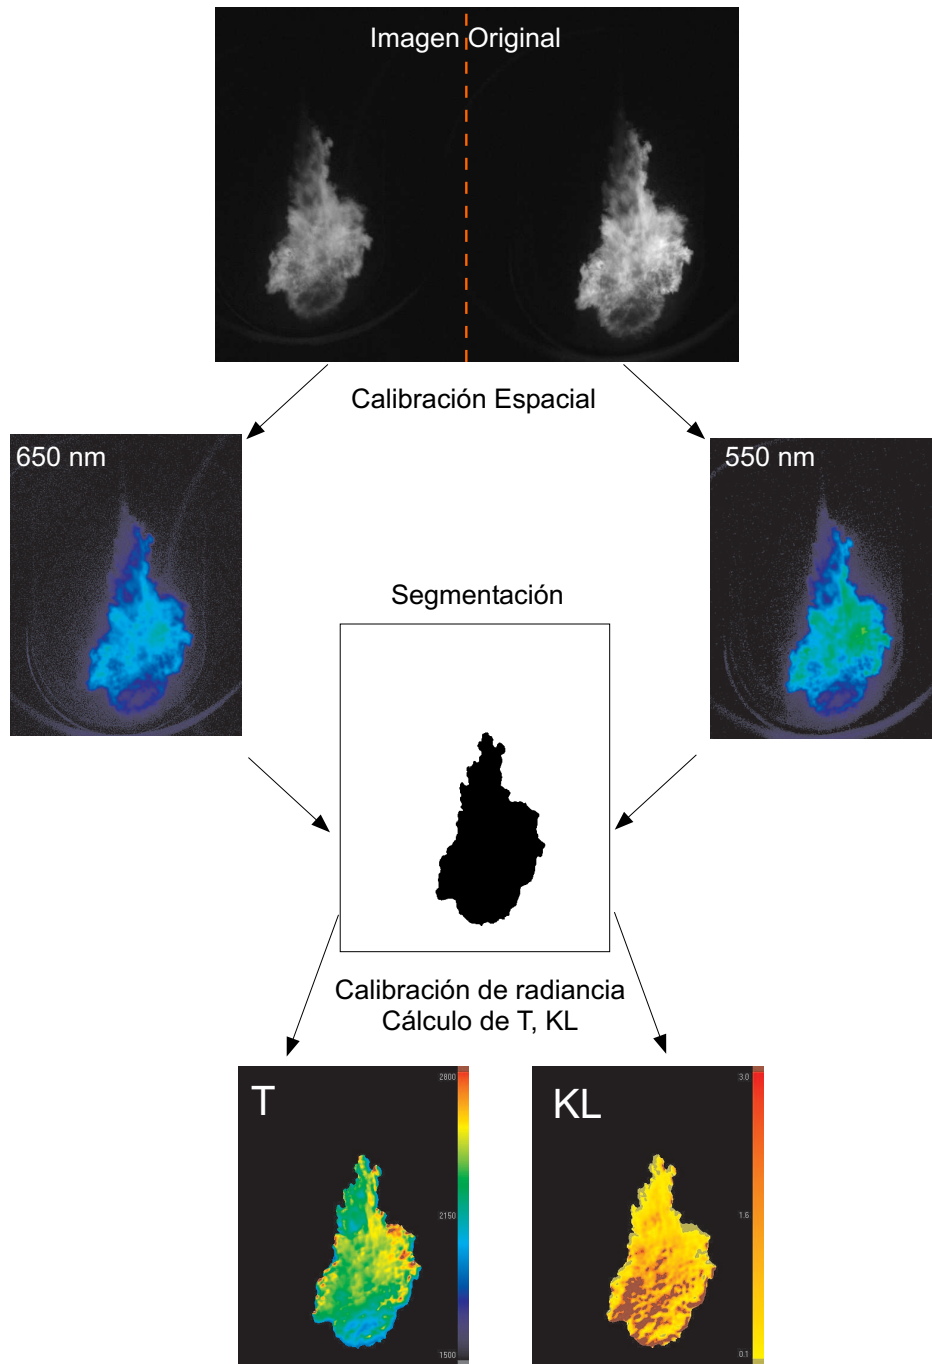 Imagen Original
Calibración Espacial
650 nm
550 nm
Segmentación
Calibración de radiancia
Cálculo de T, KL
T
2800
2150
1500
KL
3.0
1.6
0.1